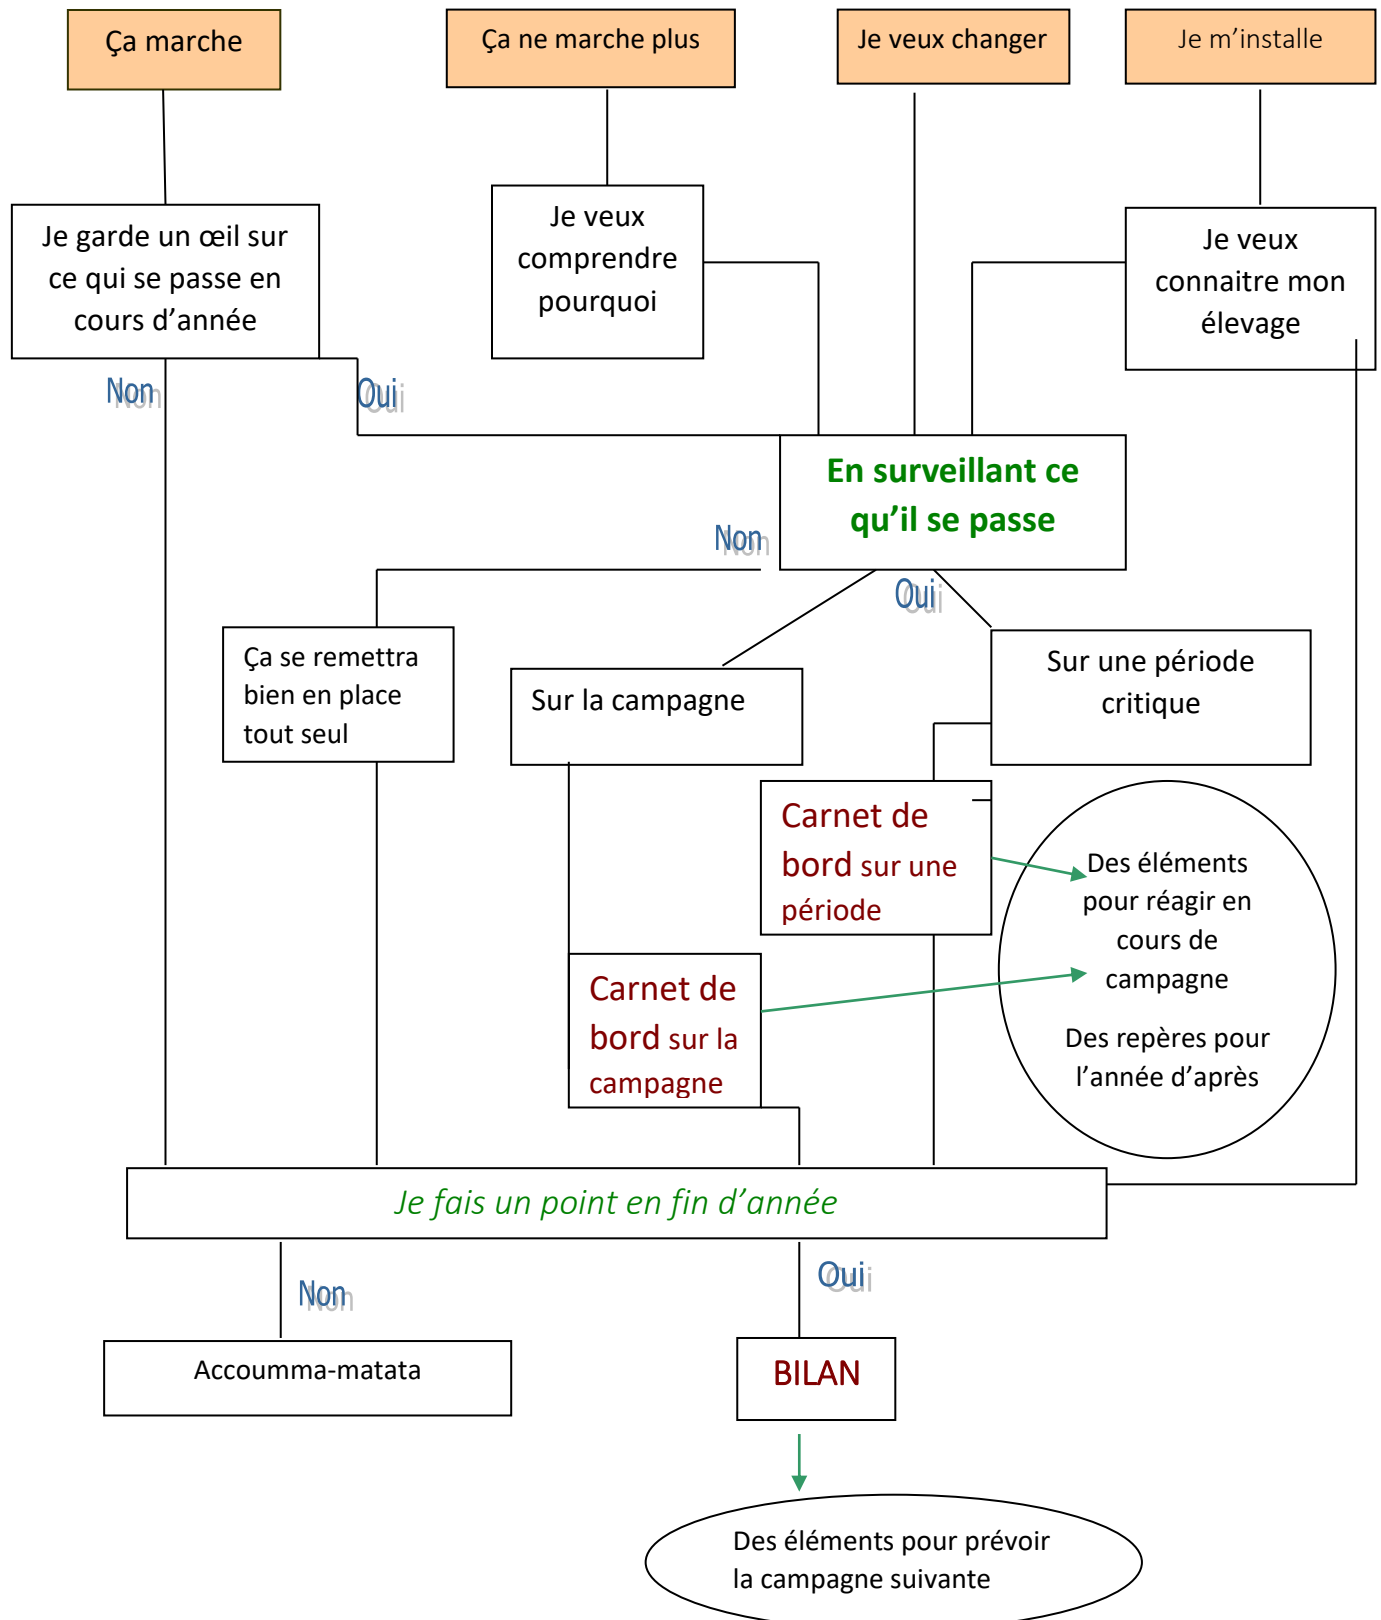 Ça marche
Ça ne marche plus
Je veux changer
Je m’installe
Je garde un œil sur
ce qui se passe en
cours d’année
Je veux
comprendre
pourquoi
Je veux
connaitre mon
élevage
Non
Oui
En surveillant ce
qu’il se passe
Non
Oui
Ça se remettra
bien en place
tout seul
Sur la campagne
Sur une période
critique
Carnet de
bord sur une
période
Des éléments
pour réagir en
cours de
campagne
Des repères pour
l’année d’après
Carnet de
bord sur la
campagne
Je fais un point en fin d’année
Non
Oui
Accoumma-matata
BILAN
Des éléments pour prévoir
la campagne suivante